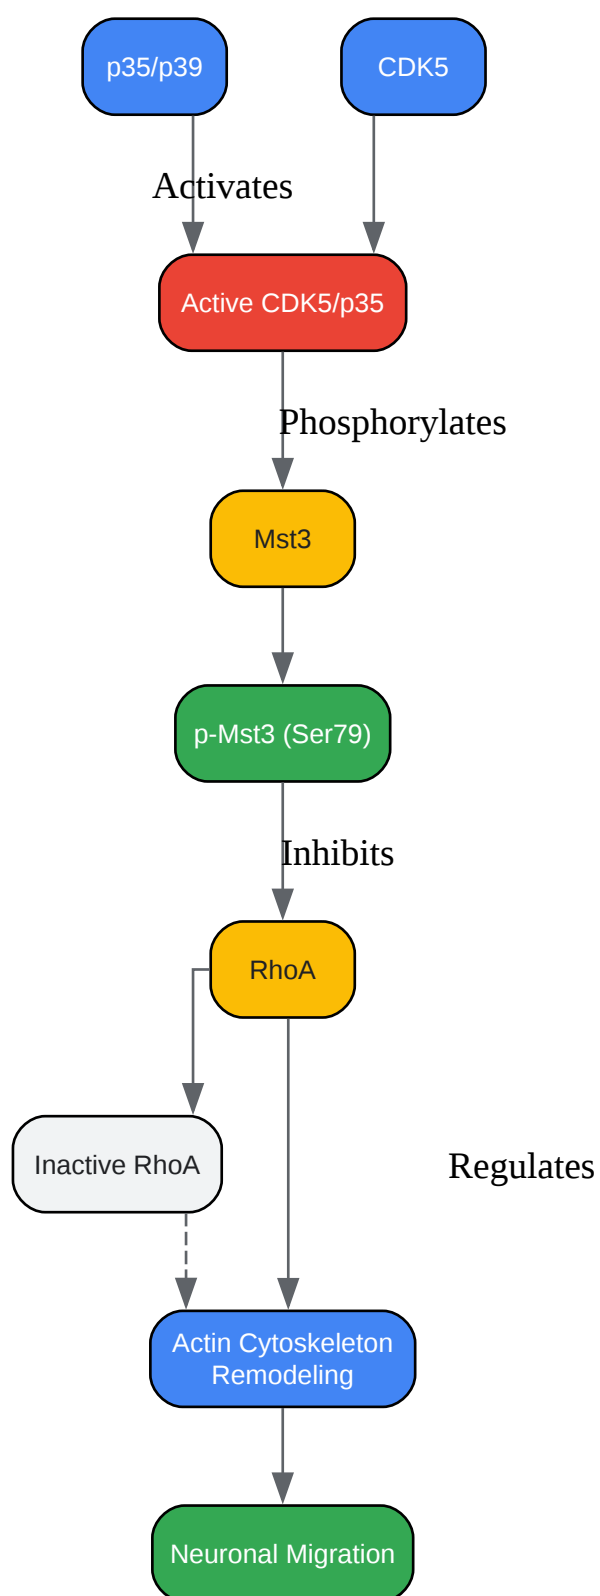 p35/p39
CDK5
Activates
Active CDK5/p35
Phosphorylates
Mst3
p-Mst3 (Ser79)
Inhibits
RhoA
Inactive RhoA
Regulates
Actin Cytoskeleton
Remodeling
Neuronal Migration